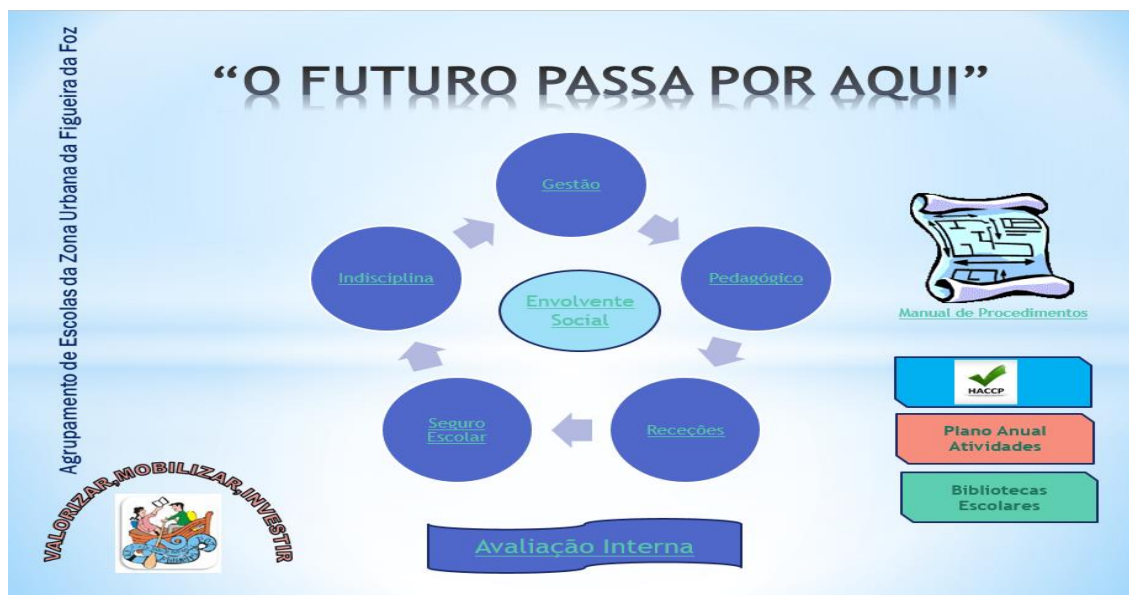 Agrupamento de Escolas da Zona Urbana da Figueira da Foz
“O FUTURO PASSA POR AQUI”
Gestão
Indisciplina
Pedagógico
Envolvente
Social
Manual de Procedimentos
Seguro
Escolar
Receções
HACCP
Plano Anual
Atividades
Bibliotecas
Escolares
VALORIZAR,MOBILIZAR,INVESTIR
Avaliação Interna